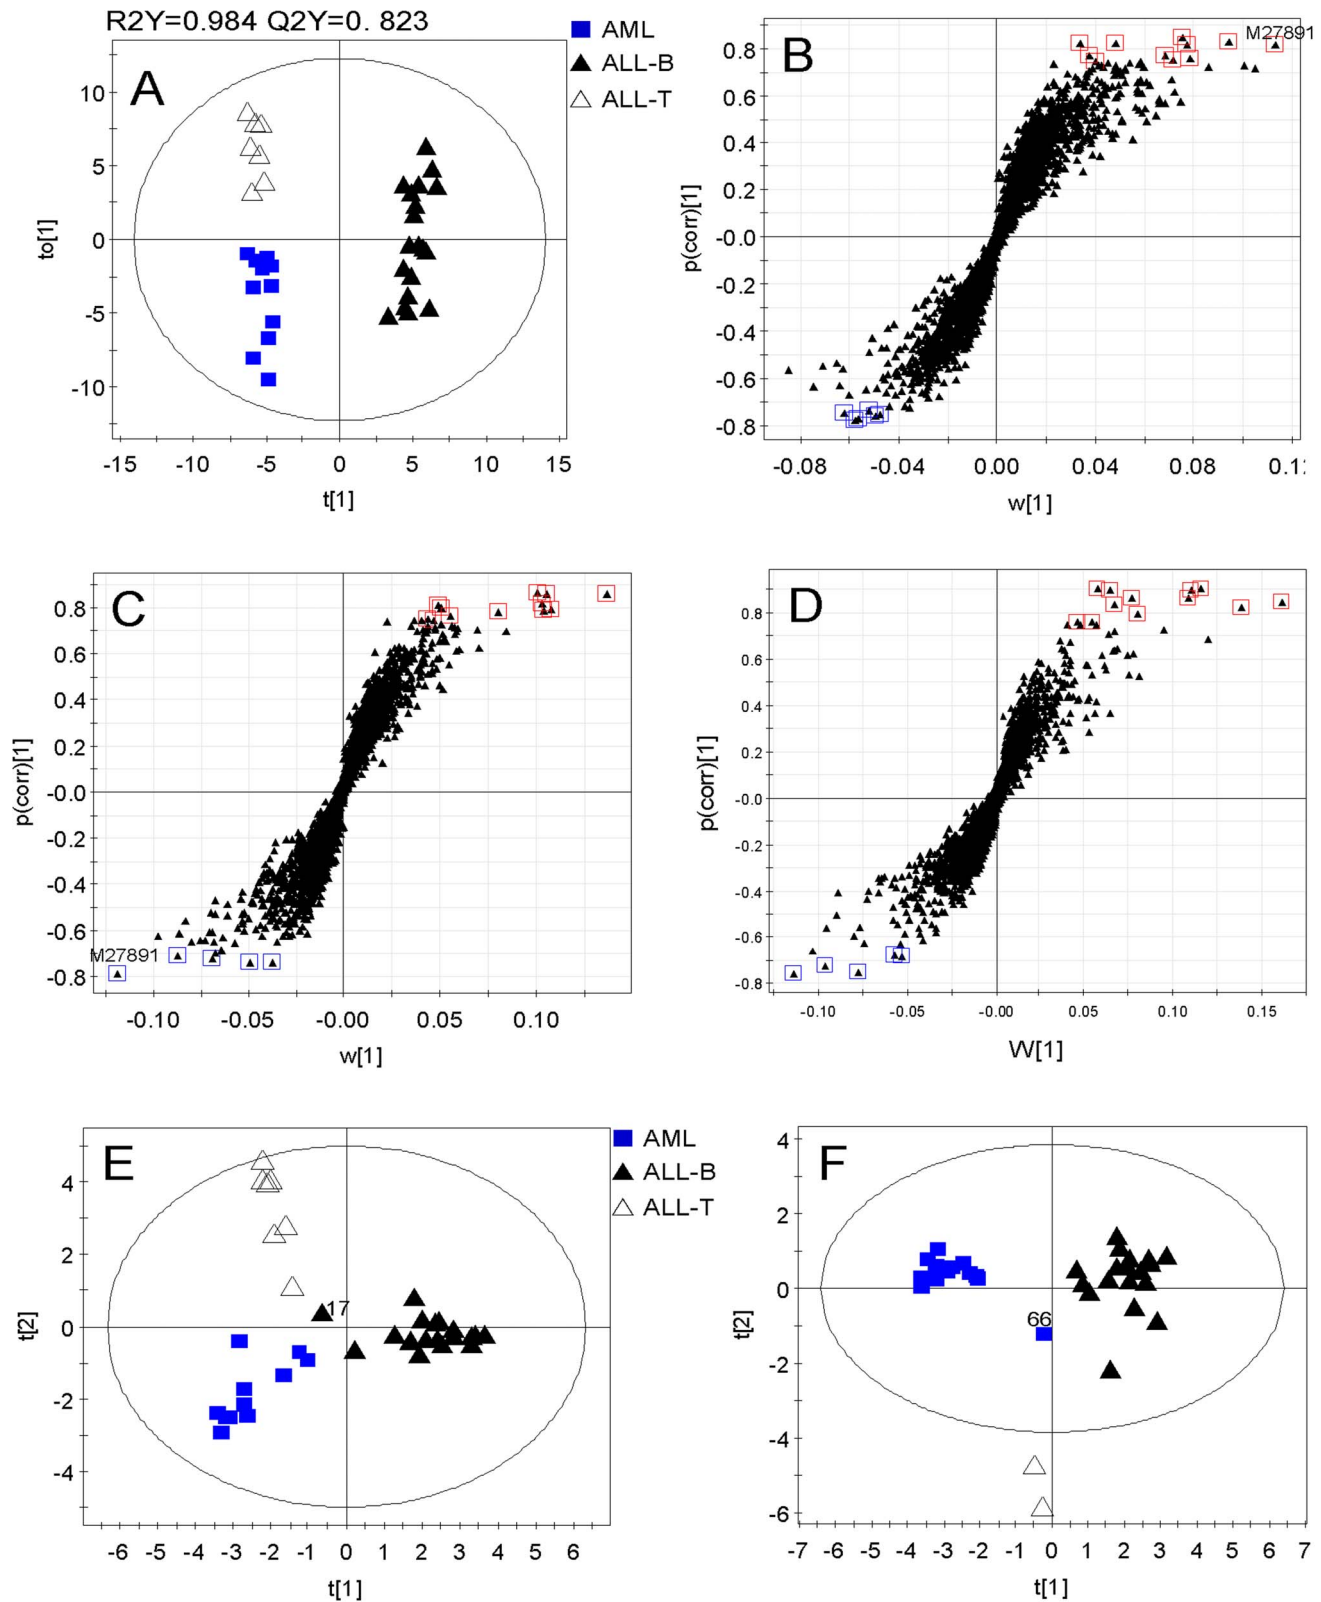 R2Y=0.984 Q2Y=0. 823
AML
ALL-B
ALL-T
A
10
5
0
-5
-10
to[1]
-15 -10 -5 0 5 10 15
t[1]
B
M27891
0.8
0.6
0.4
0.2
-0.0
-0.2
-0.4
-0.6
-0.8
p(corr)[1]
-0.08 -0.04 0.00 0.04 0.08
w[1]
C
0.8
0.6
0.4
0.2
-0.0
-0.2
-0.4
-0.6
-0.8
p(corr)[1]
M27891
-0.10 -0.05 -0.00 0.05 0.10
w[1]
D
0.8
0.6
0.4
0.2
-0.0
-0.2
-0.4
-0.6
-0.8
p(corr)[1]
-0.10 -0.05 -0.00 0.05 0.10 0.15
W[1]
E
AML
ALL-B
ALL-T
4
2
0
-2
-4
t[2]
17
-6 -5 -4 -3 -2 -1 0 1 2 3 4 5 6
t[1]
F
4
2
0
-2
-4
-6
t[2]
66
-7 -6 -5 -4 -3 -2 -1 0 1 2 3 4 5 6 7
t[1]